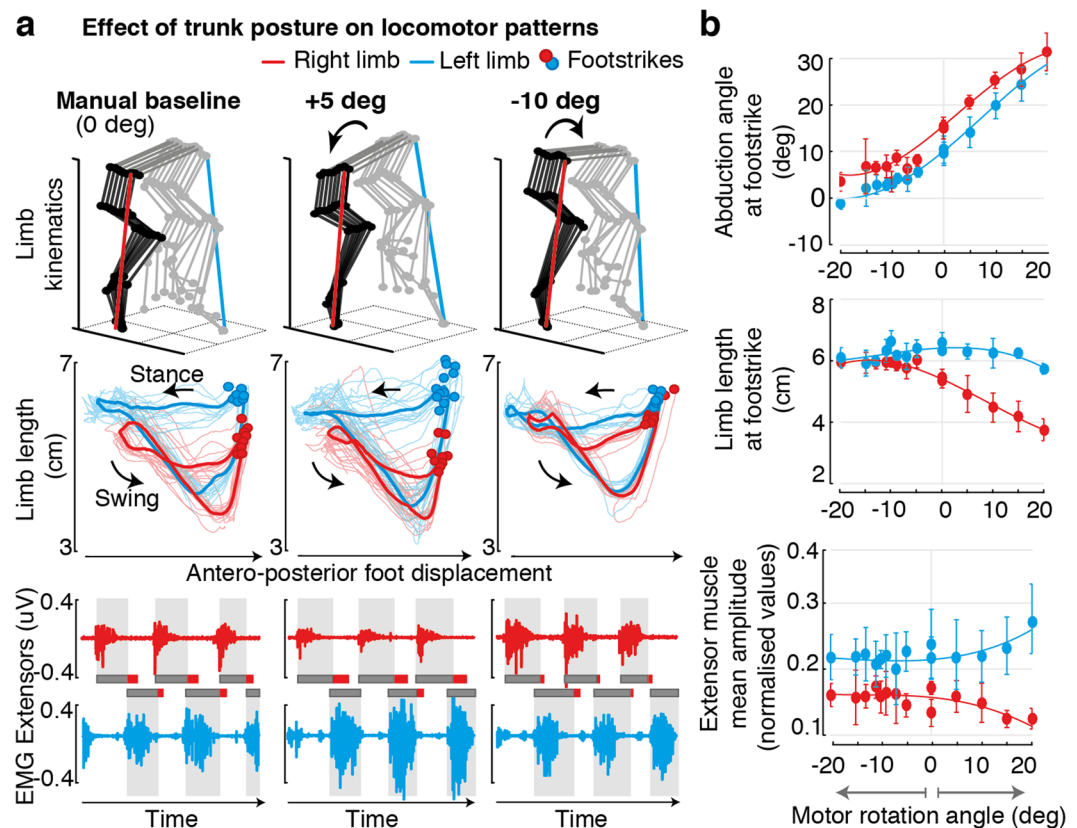 a
Effect of trunk posture on locomotor patterns
Right limb Left limb Footstrikes
Manual baseline
(0 deg)
+5 deg
-10 deg
Limb
kinematics
7
7
7
Stance
Limb length
(cm)
Swing
3
3
3
Antero-posterior foot displacement
EMG Extensors (uV)
0.4
-0.4
0.4
-0.4
Time
Time
Time
b
Abduction angle
at footstrike
(deg)
30
20
10
0
-10
-20 -10 0 10 20
Limb length
at footstrike
(cm)
8
6
4
2
-20 -10 0 10 20
Extensor muscle
mean amplitude
(normalised values)
0.4
0.3
0.2
0.1
-20 -10 0 10 20
Motor rotation angle (deg)